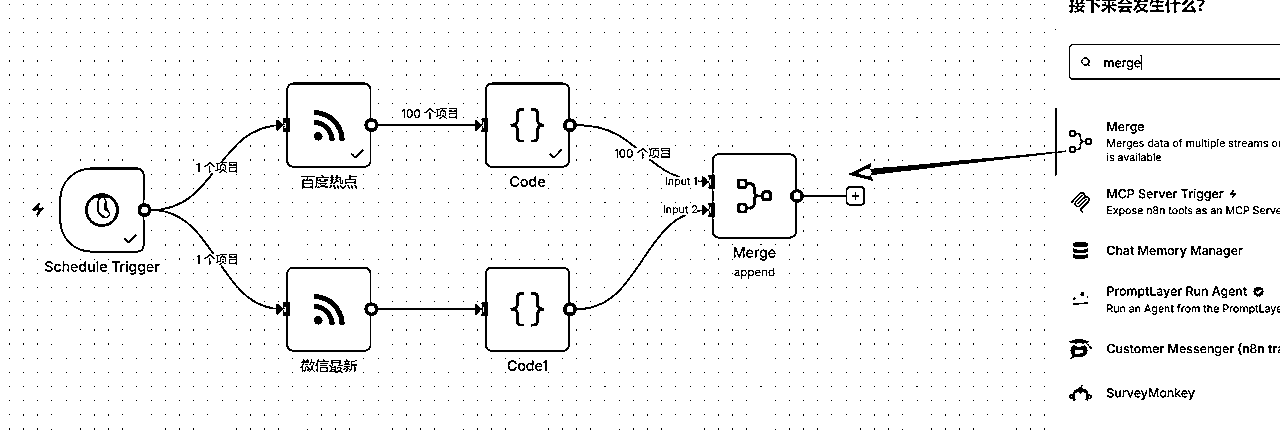 接下来会发生什么?
merge
100 个项目
1 个项目
百度热点
Code
100 个项目
Input 1
Input 2
Merge
append
Schedule Trigger
1 个项目
微信最新
Code1
Merge
Merges data of multiple streams
is available
MCP Server Trigger
Expose n8n tools as an MCP
Chat Memory Manager
PromptLayer Run Agent
Run an Agent from the
Customer Messenger (n8n
SurveyMonkey